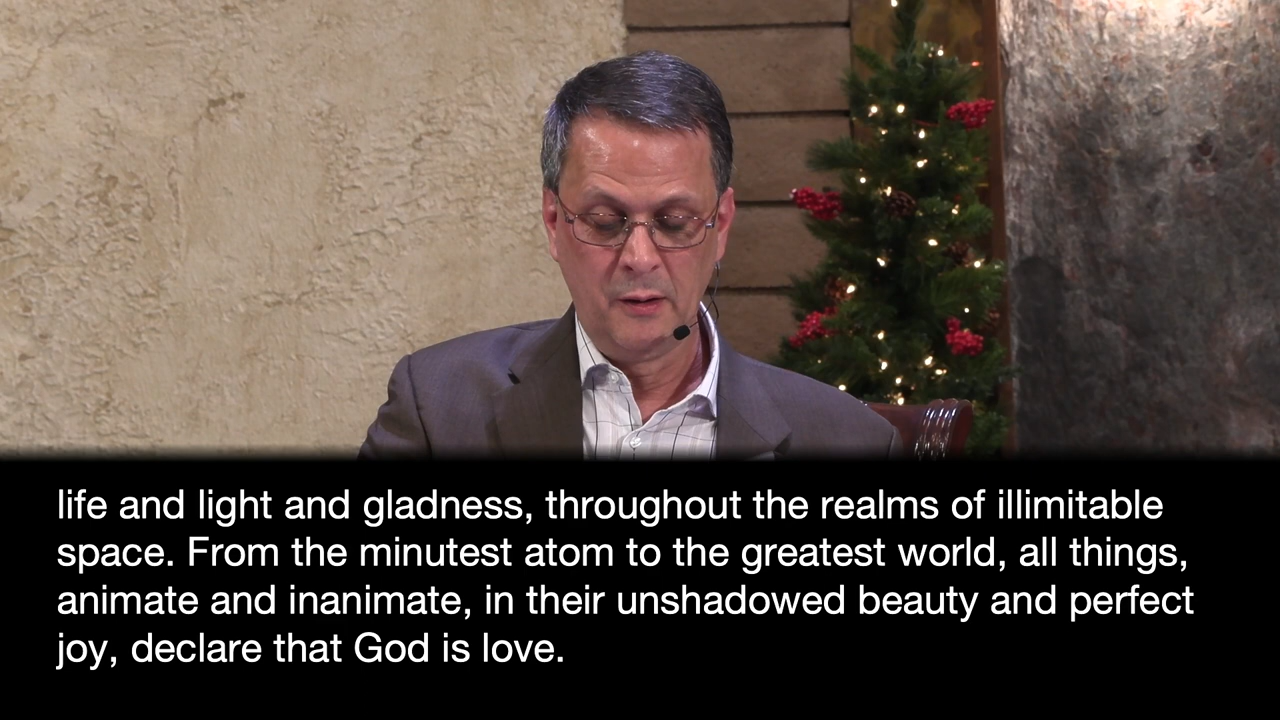 life and light and gladness, throughout the realms of illimitable
space. From the minutest atom to the greatest world, all things,
animate and inanimate, in their unshadowed beauty and perfect
joy, declare that God is love.